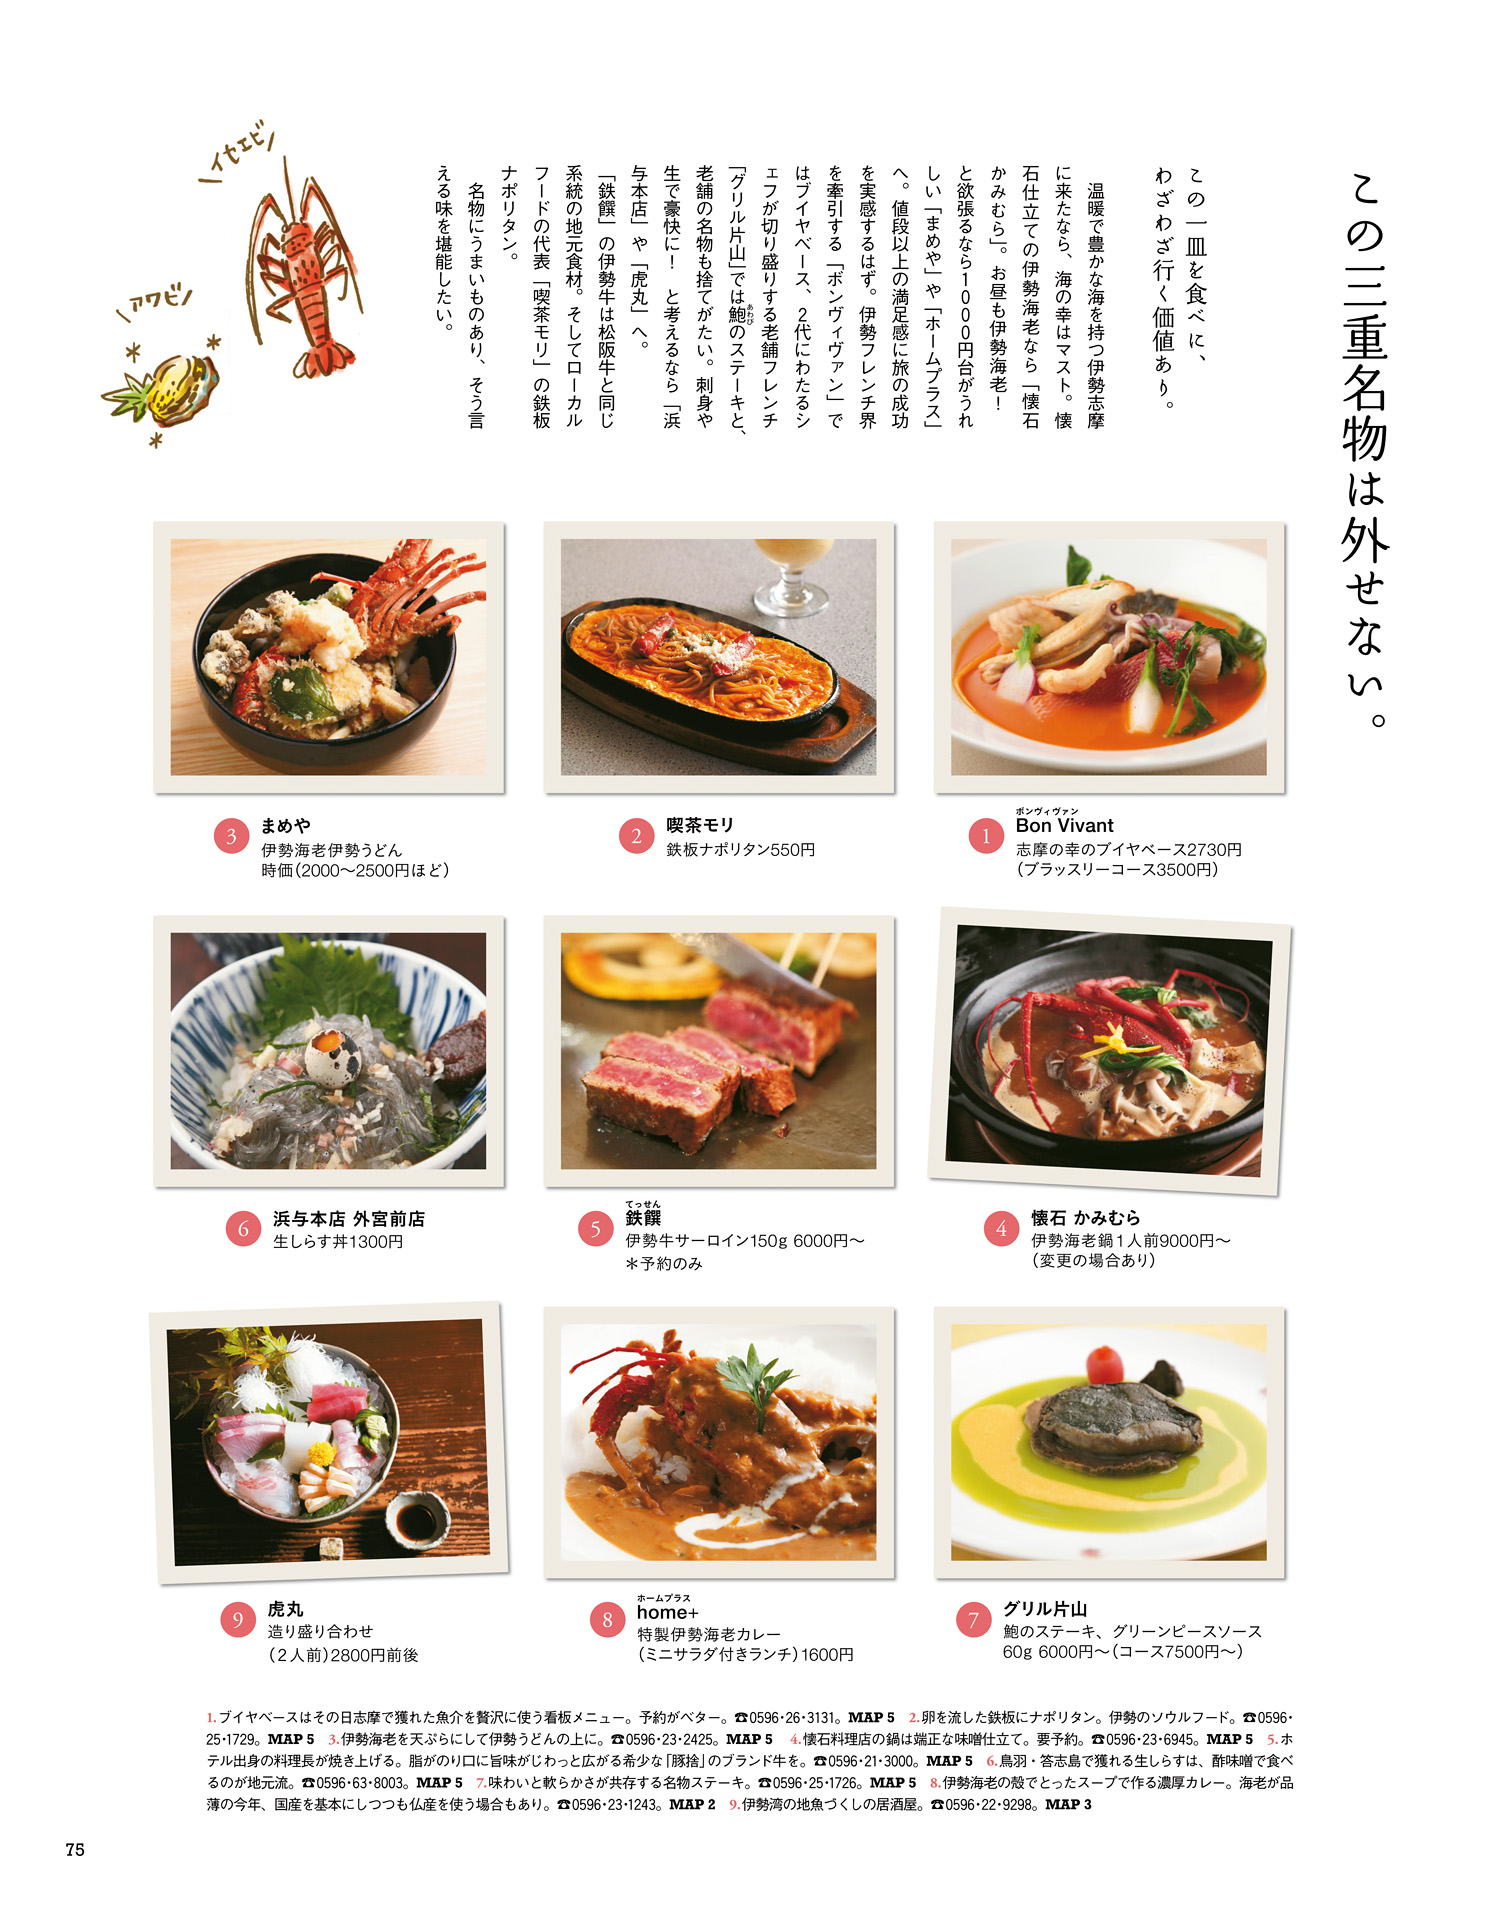 この三重名物は外せない。
この一皿を食べに、
わざわざ行く価値あり。
温暖で豊かな海を持つ伊勢志摩
に来たなら、海の幸はマスト。懐
石仕立ての伊勢海老なら「懐石
かみむら」。お昼も伊勢海老！
と欲張るなら1000円台がうれ
しい「まめや」や「ホームプラス」
へ。値段以上の満足感に旅の成功
を実感するはず。伊勢フレンチ界
を牽引する「ボンヴィヴァン」で
はブイヤベース、2代にわたるシ
ェフが切り盛りする老舗フレンチ
「グリル片山」では鮑のステーキと、
あわび
老舗の名物も捨てがたい。刺身や
生で豪快に！　と考えるなら「浜
与本店」や「虎丸」へ。
「鉄饌」の伊勢牛は松阪牛と同じ
系統の地元食材。そしてローカル
フードの代表「喫茶モリ」の鉄板
ナポリタン。
名物にうまいものあり、そう言
える味を堪能したい。
イセエビ
アワビ
1
ボンヴィヴァン
Bon Vivant
志摩の幸のブイヤベース2730円
（ブラッスリーコース3500円）
2
喫茶モリ
鉄板ナポリタン550円
3
まめや
伊勢海老伊勢うどん
時価（2000〜2500円ほど）
4
懐石 かみむら
伊勢海老鍋1人前9000円〜
（変更の場合あり）
5
てっせん
鉄饌
伊勢牛サーロイン150g 6000円〜
＊予約のみ
6
浜与本店 外宮前店
生しらす丼1300円
7
グリル片山
鮑のステーキ、グリーンピースソース
60g 6000円〜（コース7500円〜）
8
ホームプラス
home+
特製伊勢海老カレー
（ミニサラダ付きランチ）1600円
9
虎丸
造り盛り合わせ
（2人前）2800円前後
1.ブイヤベースはその日志摩で獲れた魚介を贅沢に使う看板メニュー。予約がベター。☎0596・26・3131。MAP 5　2.卵を流した鉄板にナポリタン。伊勢のソウルフード。☎0596・
25・1729。MAP 5　3.伊勢海老を天ぷらにして伊勢うどんの上に。☎0596・23・2425。MAP 5　4.懐石料理店の鍋は端正な味噌仕立て。要予約。☎0596・23・6945。MAP 5　5.ホ
テル出身の料理長が焼き上げる。脂がのり口に旨味がじわっと広がる希少な「豚捨」のブランド牛を。☎0596・21・3000。MAP 5　6.鳥羽・答志島で獲れる生しらすは、酢味噌で食べ
るのが地元流。☎0596・63・8003。MAP 5　7.味わいと軟らかさが共存する名物ステーキ。☎0596・25・1726。MAP 5　8.伊勢海老の殻でとったスープで作る濃厚カレー。海老が品
薄の今年、国産を基本にしつつも仏産を使う場合もあり。☎0596・23・1243。MAP 2　9.伊勢湾の地魚づくしの居酒屋。☎0596・22・9298。MAP 3
75